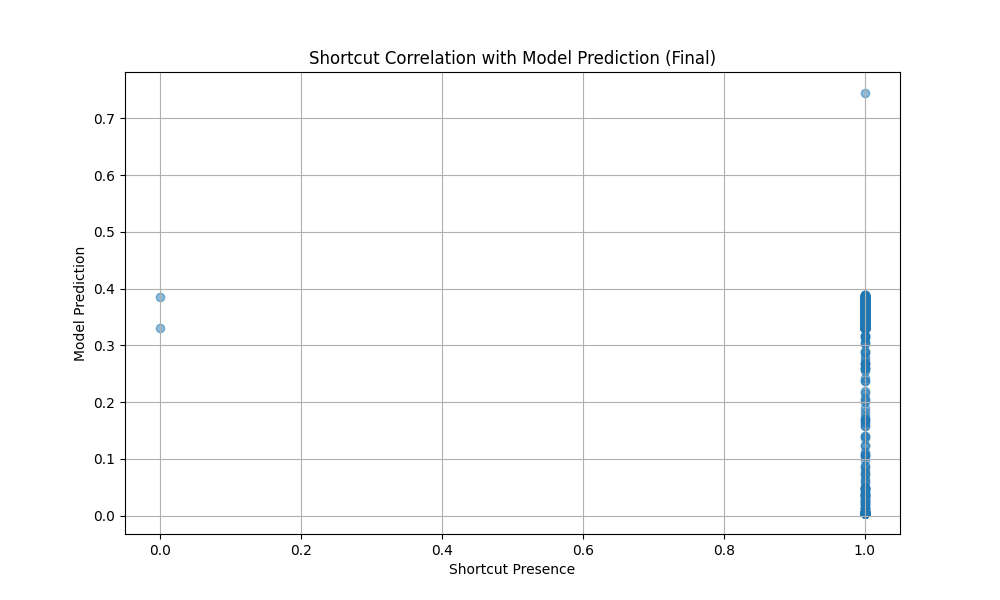 Shortcut Correlation with Model Prediction (Final)
Model Prediction
0.7
0.6
0.5
0.4
0.3
0.2
0.1
0.0
0.0 0.2 0.4 0.6 0.8 1.0
Shortcut Presence